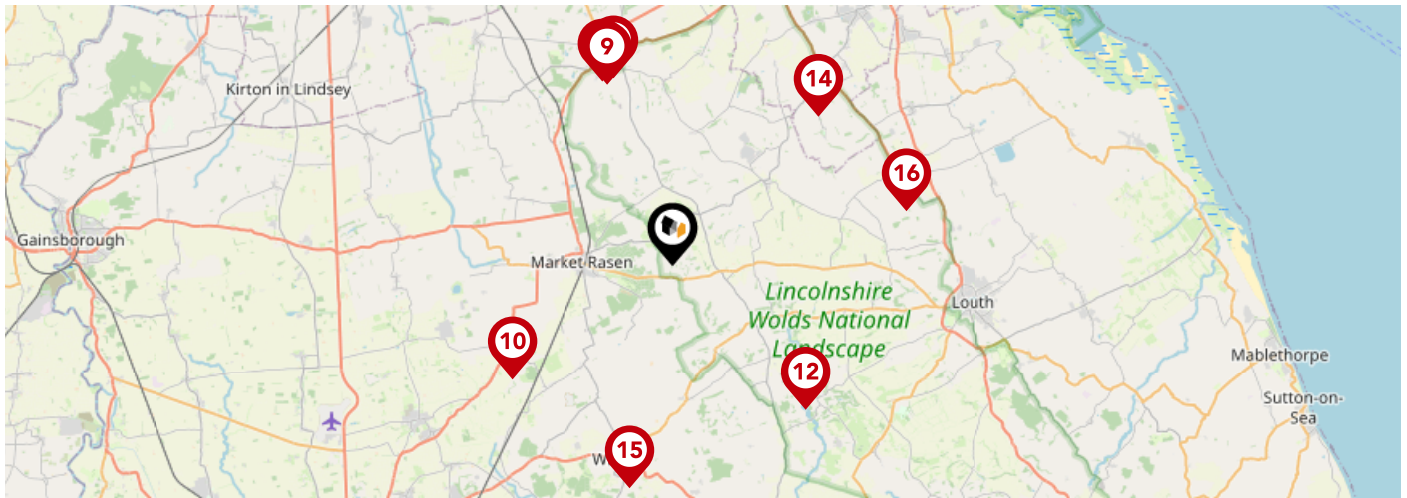 9
14
Kirton in Lindsey
16
Gainsborough
Market Rasen
Lincolnshire
Wolds National
Landscape
Louth
10
12
Mablethorpe
Sutton-on-
Sea
15
W